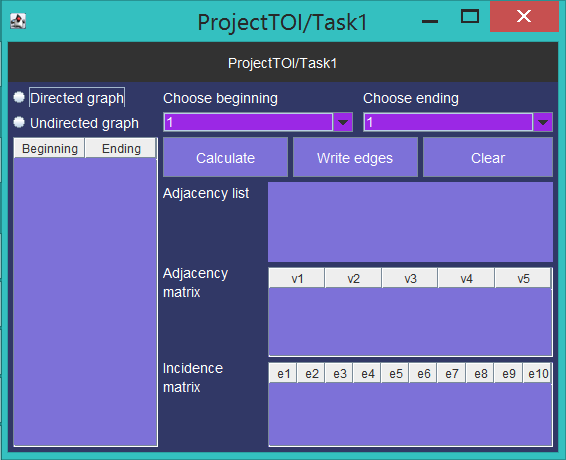 ProjectTOI/Task1
ProjectTOI/Task1
Directed graph
Undirected graph
Choose beginning
Choose ending
1
1
Beginning Ending
Calculate
Write edges
Clear
Adjacency list
Adjacency
matrix
v1 v2 v3 v4 v5
Incidence
matrix
e1 e2 e3 e4 e5 e6 e7 e8 e9 e10